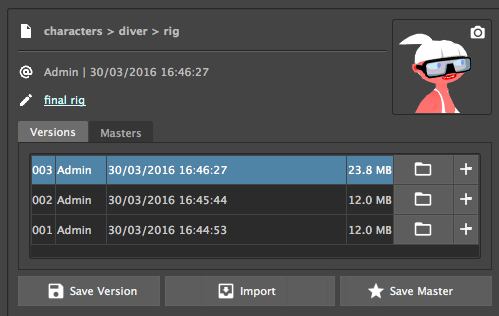 characters > diver > rig
Admin | 30/03/2016 16:46:27
final rig
Versions Masters
003 Admin 30/03/2016 16:46:27 23.8 MB
002 Admin 30/03/2016 16:45:44 12.0 MB
001 Admin 30/03/2016 16:44:53 12.0 MB
Save Version Import Save Master